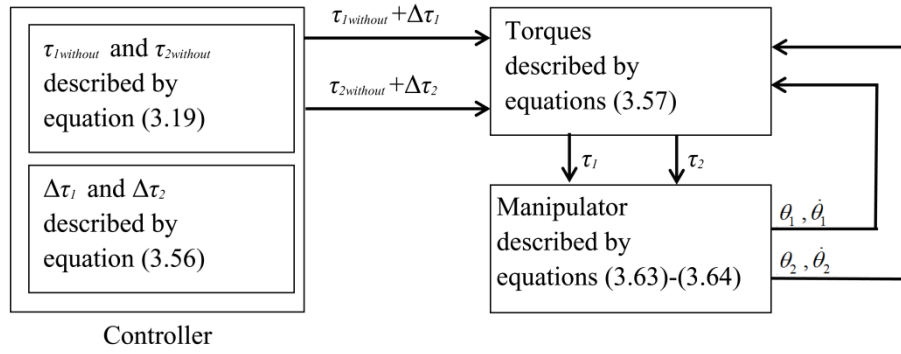 τ₁without and τ₂without
described by
equation (3.19)
Δτ₁ and Δτ₂
described by
equation (3.56)
Controller
τ₁without +Δτ₁
τ₂without +Δτ₂
Torques
described by
equations (3.57)
τ₁
τ₂
Manipulator
described by
equations (3.63)-(3.64)
θ₁ , θ̇₁
θ₂ , θ̇₂